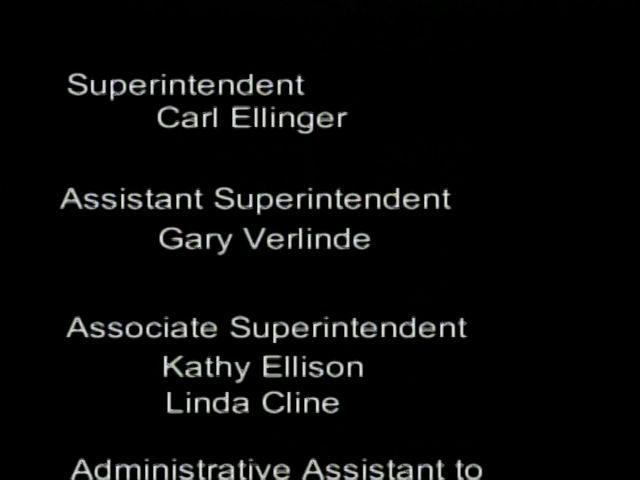 Superintendent
Carl Ellinger
Assistant Superintendent
Gary Verlinde
Associate Superintendent
Kathy Ellison
Linda Cline
Administrative Assistant to